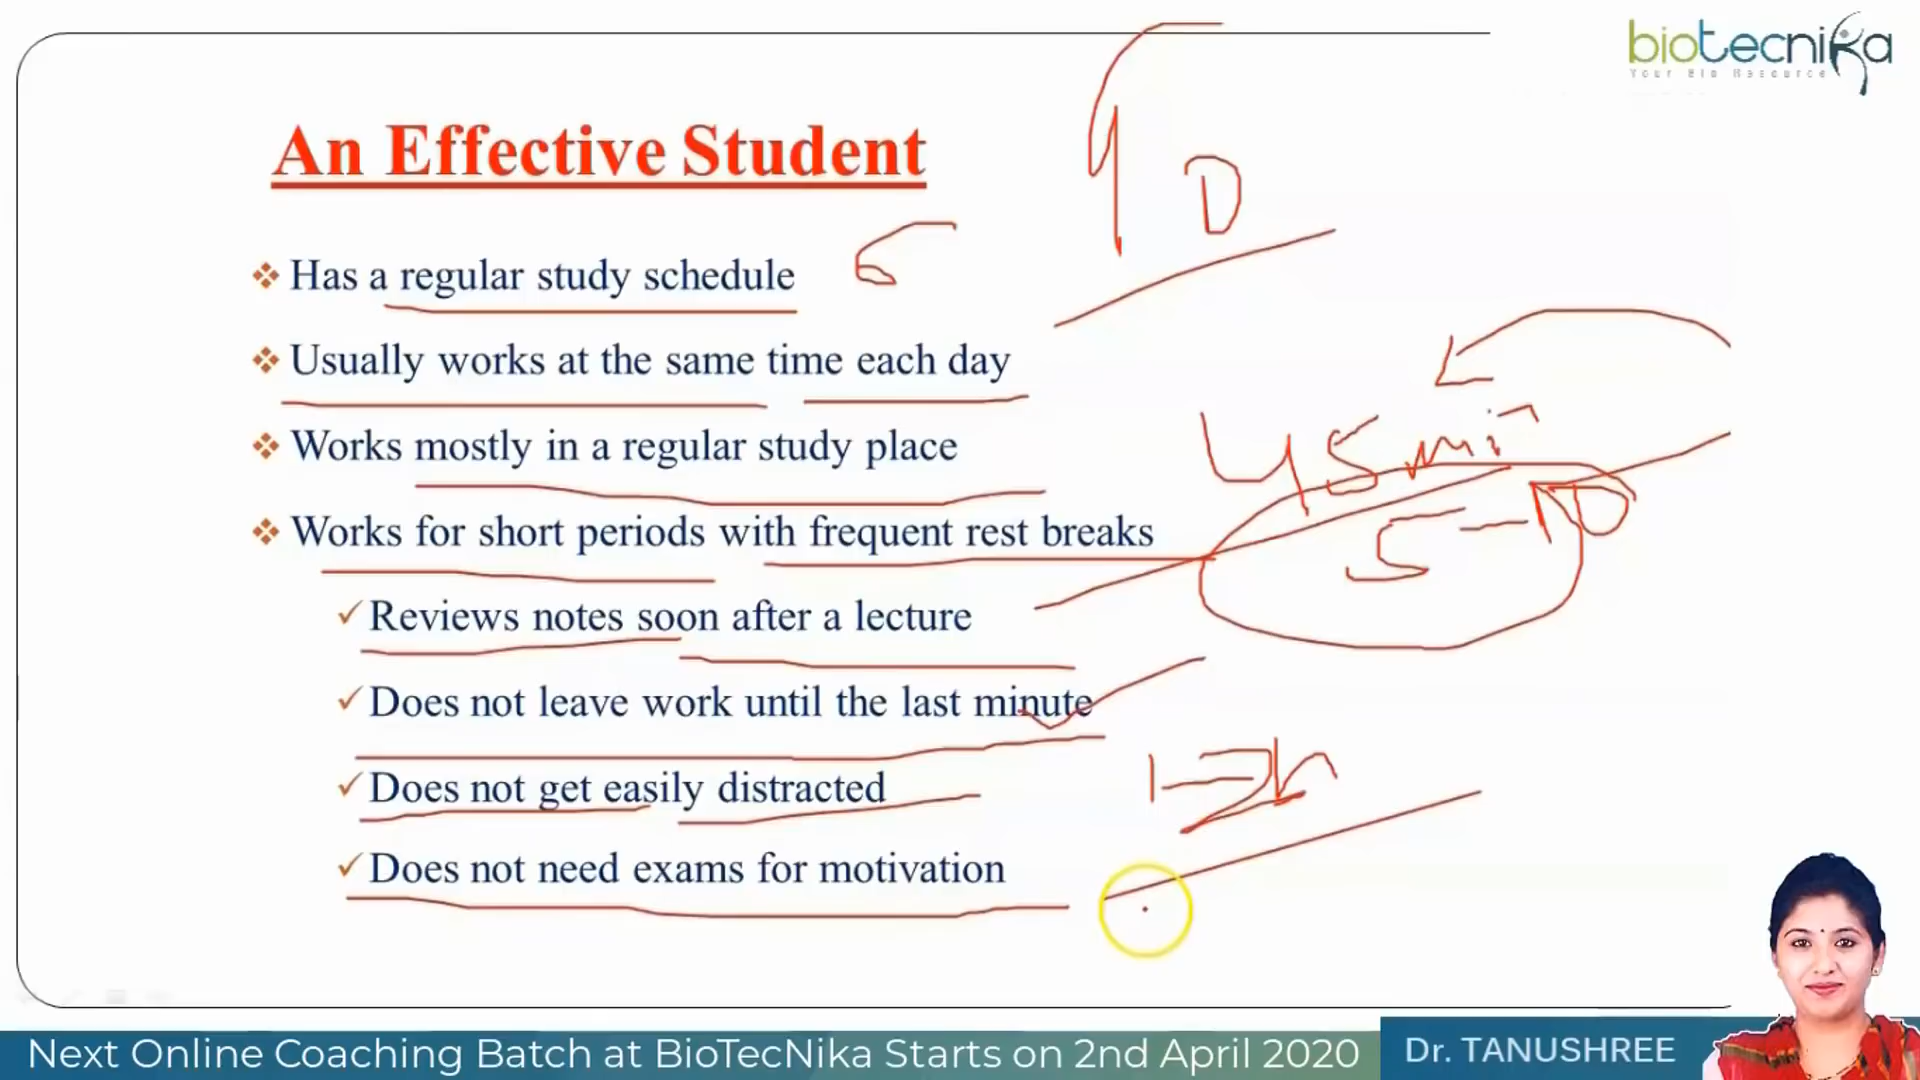 biotecnika
Your Bio Resource
An Effective Student
Has a regular study schedule
Usually works at the same time each day
Works mostly in a regular study place
45 min
5-10
Works for short periods with frequent rest breaks
Reviews notes soon after a lecture
Does not leave work until the last minute
Does not get easily distracted
Does not need exams for motivation
Next Online Coaching Batch at BioTecNika Starts on 2nd April 2020
Dr. TANUSHREE